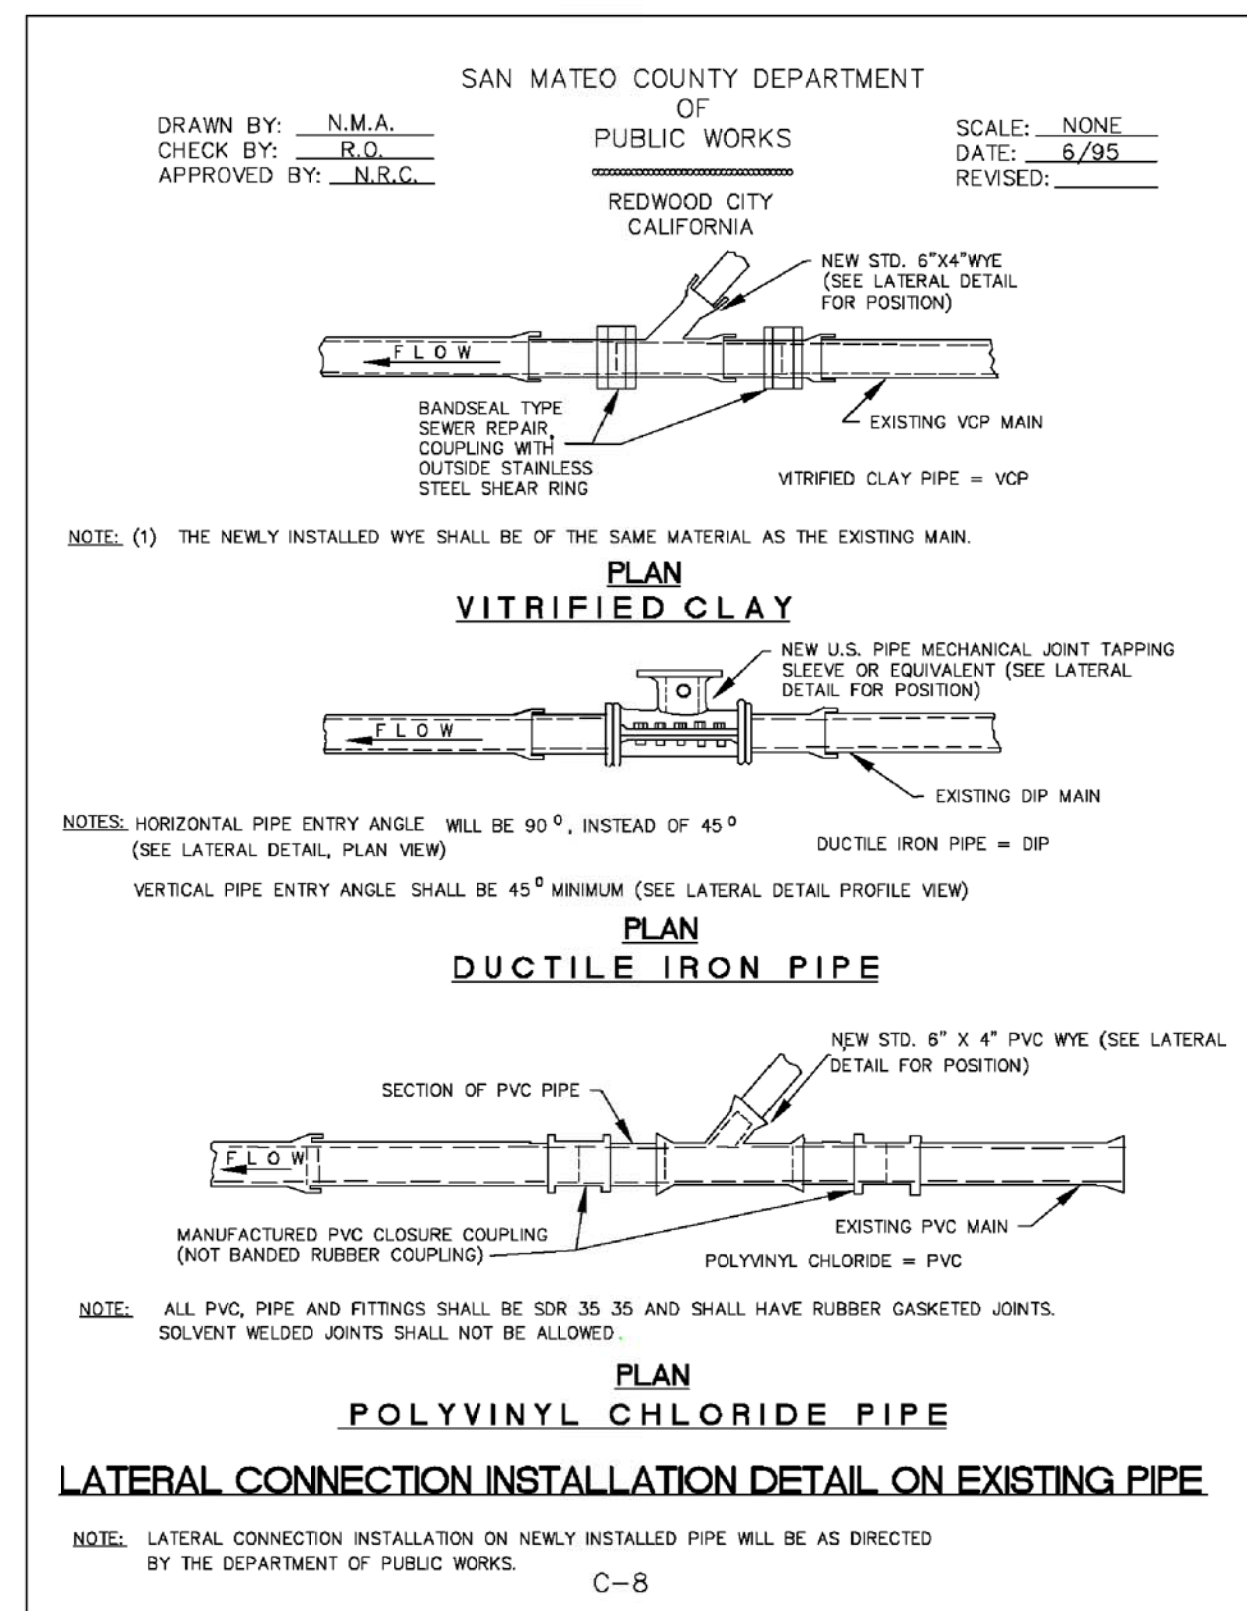 SAN MATEO COUNTY DEPARTMENT
OF
PUBLIC WORKS
REDWOOD CITY
CALIFORNIA
DRAWN BY: N.M.A.
CHECK BY: R.O.
APPROVED BY: N.R.C.
SCALE: NONE
DATE: 6/95
REVISED:
NEW STD. 6"X4"WYE
(SEE LATERAL DETAIL
FOR POSITION)
FLOW
BANDSEAL TYPE
SEWER REPAIR,
COUPLING WITH
OUTSIDE STAINLESS
STEEL SHEAR RING
EXISTING VCP MAIN
VITRIFIED CLAY PIPE = VCP
NOTE: (1) THE NEWLY INSTALLED WYE SHALL BE OF THE SAME MATERIAL AS THE EXISTING MAIN.
PLAN
VITRIFIED CLAY
NEW U.S. PIPE MECHANICAL JOINT TAPPING
SLEEVE OR EQUIVALENT (SEE LATERAL
DETAIL FOR POSITION)
FLOW
EXISTING DIP MAIN
DUCTILE IRON PIPE = DIP
NOTES: HORIZONTAL PIPE ENTRY ANGLE WILL BE 90°, INSTEAD OF 45°
(SEE LATERAL DETAIL, PLAN VIEW)
VERTICAL PIPE ENTRY ANGLE SHALL BE 45° MINIMUM (SEE LATERAL DETAIL PROFILE VIEW)
PLAN
DUCTILE IRON PIPE
NEW STD. 6" X 4" PVC WYE (SEE LATERAL
DETAIL FOR POSITION)
SECTION OF PVC PIPE
FLOW
MANUFACTURED PVC CLOSURE COUPLING
(NOT BANDED RUBBER COUPLING)
EXISTING PVC MAIN
POLYVINYL CHLORIDE = PVC
NOTE: ALL PVC, PIPE AND FITTINGS SHALL BE SDR 35 35 AND SHALL HAVE RUBBER GASKETED JOINTS.
SOLVENT WELDED JOINTS SHALL NOT BE ALLOWED.
PLAN
POLYVINYL CHLORIDE PIPE
LATERAL CONNECTION INSTALLATION DETAIL ON EXISTING PIPE
NOTE: LATERAL CONNECTION INSTALLATION ON NEWLY INSTALLED PIPE WILL BE AS DIRECTED
BY THE DEPARTMENT OF PUBLIC WORKS.
C-8